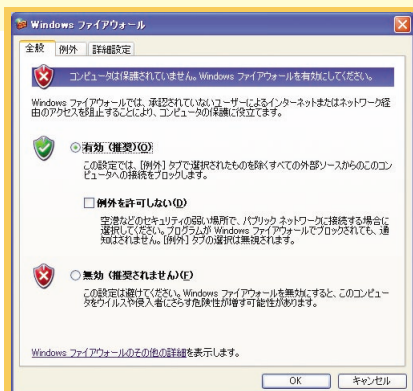 Windows ファイアウォール
全般 例外 詳細設定
コンピュータは保護されていません。Windows ファイアウォールを有効にしてください。
Windows ファイアウォールでは、承認されていないユーザーによるインターネットまたはネットワーク経
由のアクセスを阻止することにより、コンピュータの保護に役立てます。
有効 (推奨)(O)
この設定では、[例外] タブで選択されたものを除くすべての外部ソースからのこのコン
ピュータへの接続をブロックします。
例外を許可しない(D)
空港などのセキュリティの弱い場所で、パブリック ネットワークに接続する場合に
選択してください。プログラムが Windows ファイアウォールでブロックされても、通
知はされません。[例外] タブの選択は無視されます。
無効 (推奨されません)(F)
この設定は避けてください。Windows ファイアウォールを無効にすると、このコンピュー
タをウイルスや侵入者にさらす危険性が増す可能性があります。
Windows ファイアウォールのその他の詳細を表示します。
OK キャンセル